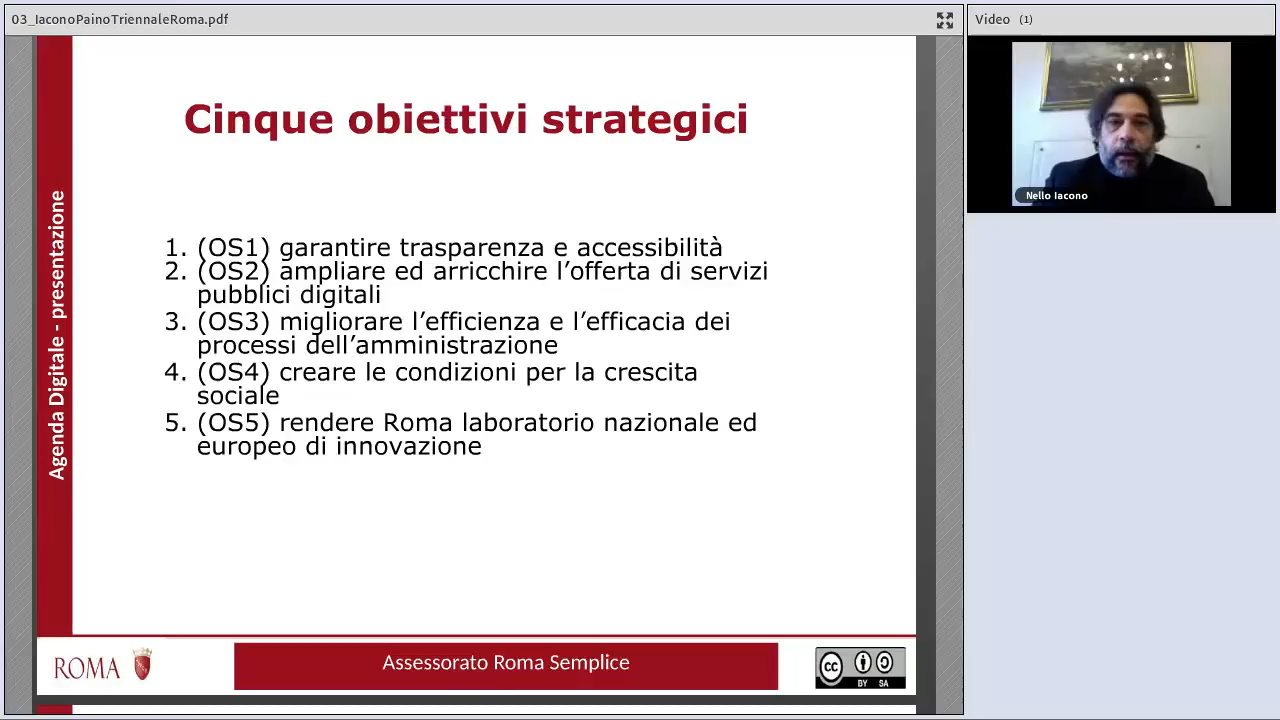 03_IaconoPainoTriennaleRoma.pdf
Video (1)
Nello Iacono
Agenda Digitale - presentazione
Cinque obiettivi strategici
1. (OS1) garantire trasparenza e accessibilità
2. (OS2) ampliare ed arricchire l’offerta di servizi
pubblici digitali
3. (OS3) migliorare l’efficienza e l’efficacia dei
processi dell’amministrazione
4. (OS4) creare le condizioni per la crescita
sociale
5. (OS5) rendere Roma laboratorio nazionale ed
europeo di innovazione
ROMA
Assessorato Roma Semplice
cc
BY SA